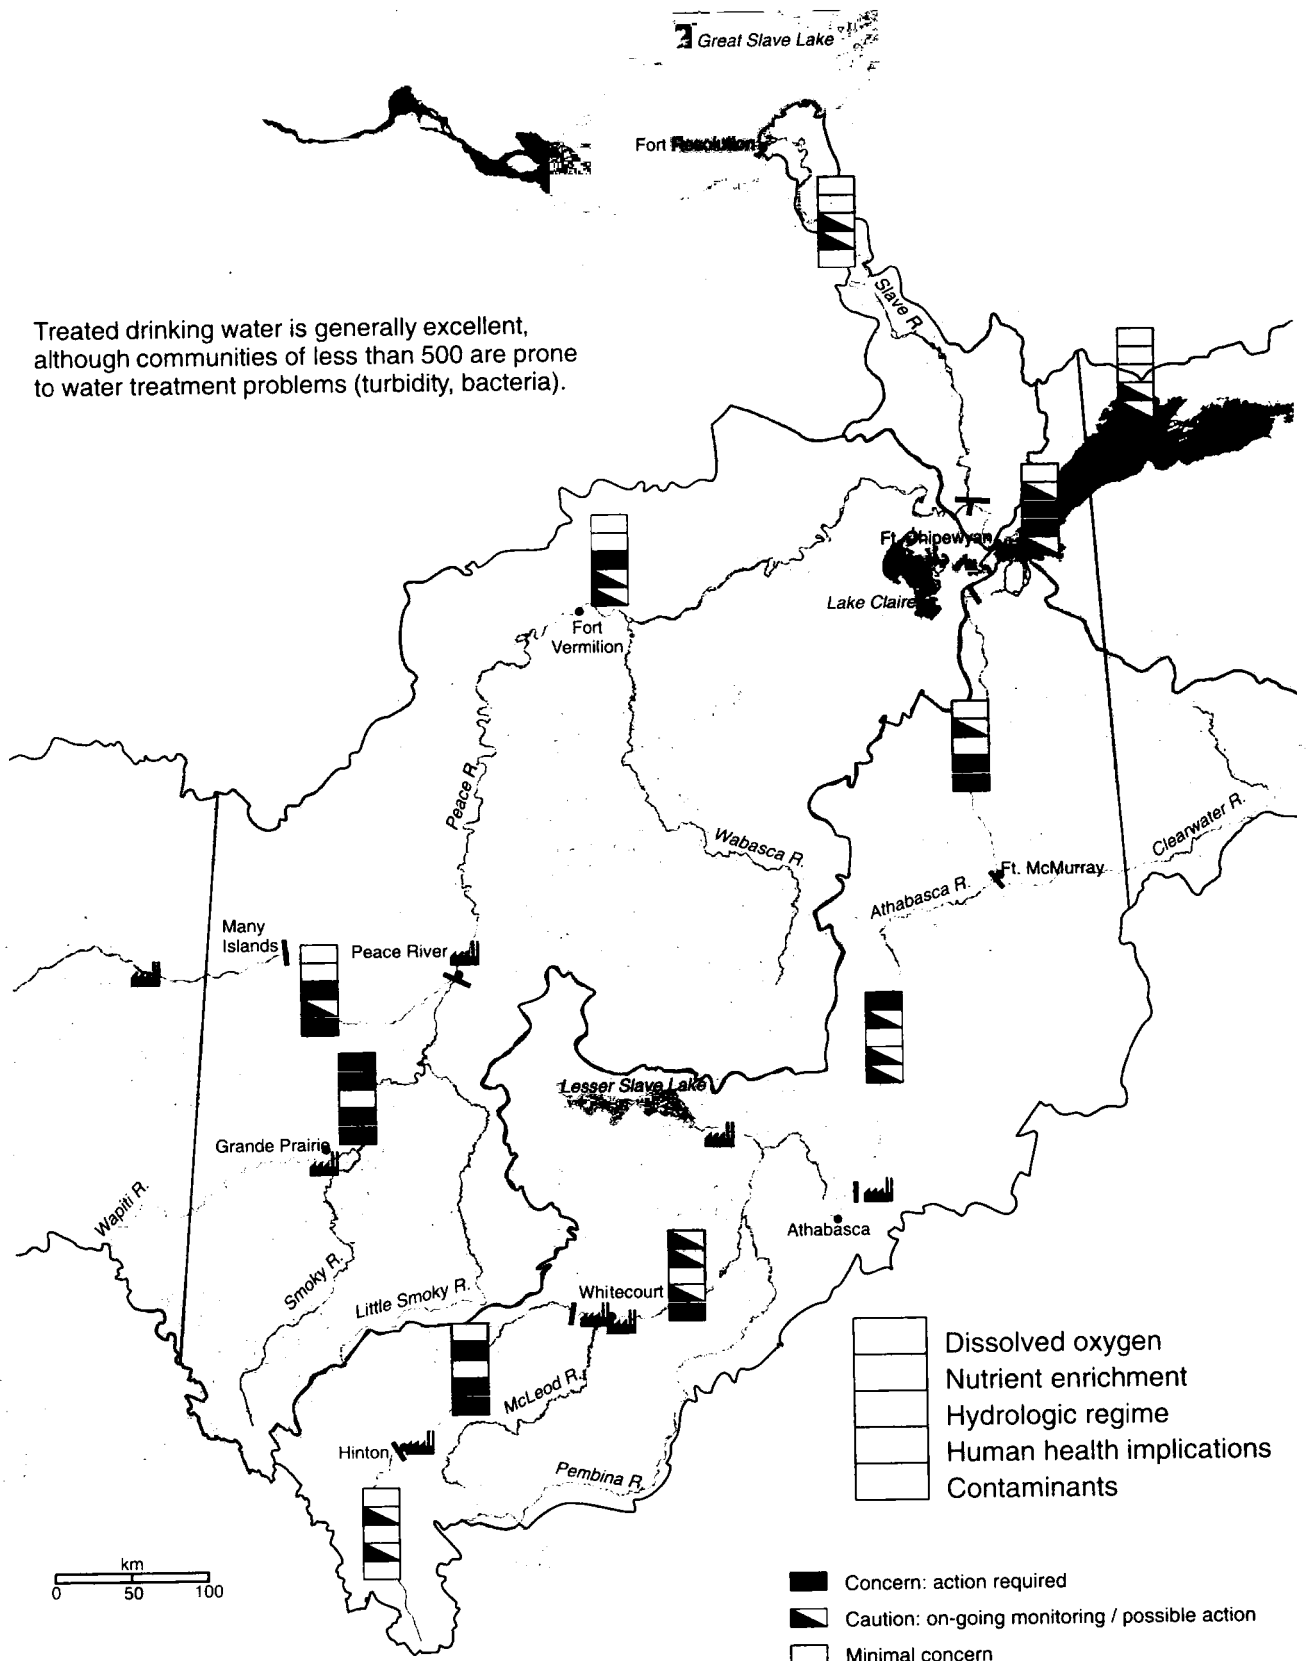 Great Slave Lake
Fort Resolution
Slave R.
Treated drinking water is generally excellent,
although communities of less than 500 are prone
to water treatment problems (turbidity, bacteria).
Ft. Chipewyan
Lake Claire
Fort
Vermilion
Peace R.
Wabasca R.
Clearwater R.
Ft. McMurray
Athabasca R.
Many
Islands
Peace River
Lesser Slave Lake
Grande Prairie
Wapiti R.
Athabasca
Smoky R.
Little Smoky R.
Whitecourt
McLeod R.
Hinton
Pembina R.
Dissolved oxygen
Nutrient enrichment
Hydrologic regime
Human health implications
Contaminants
km
0 50 100
Concern: action required
Caution: on-going monitoring / possible action
Minimal concern